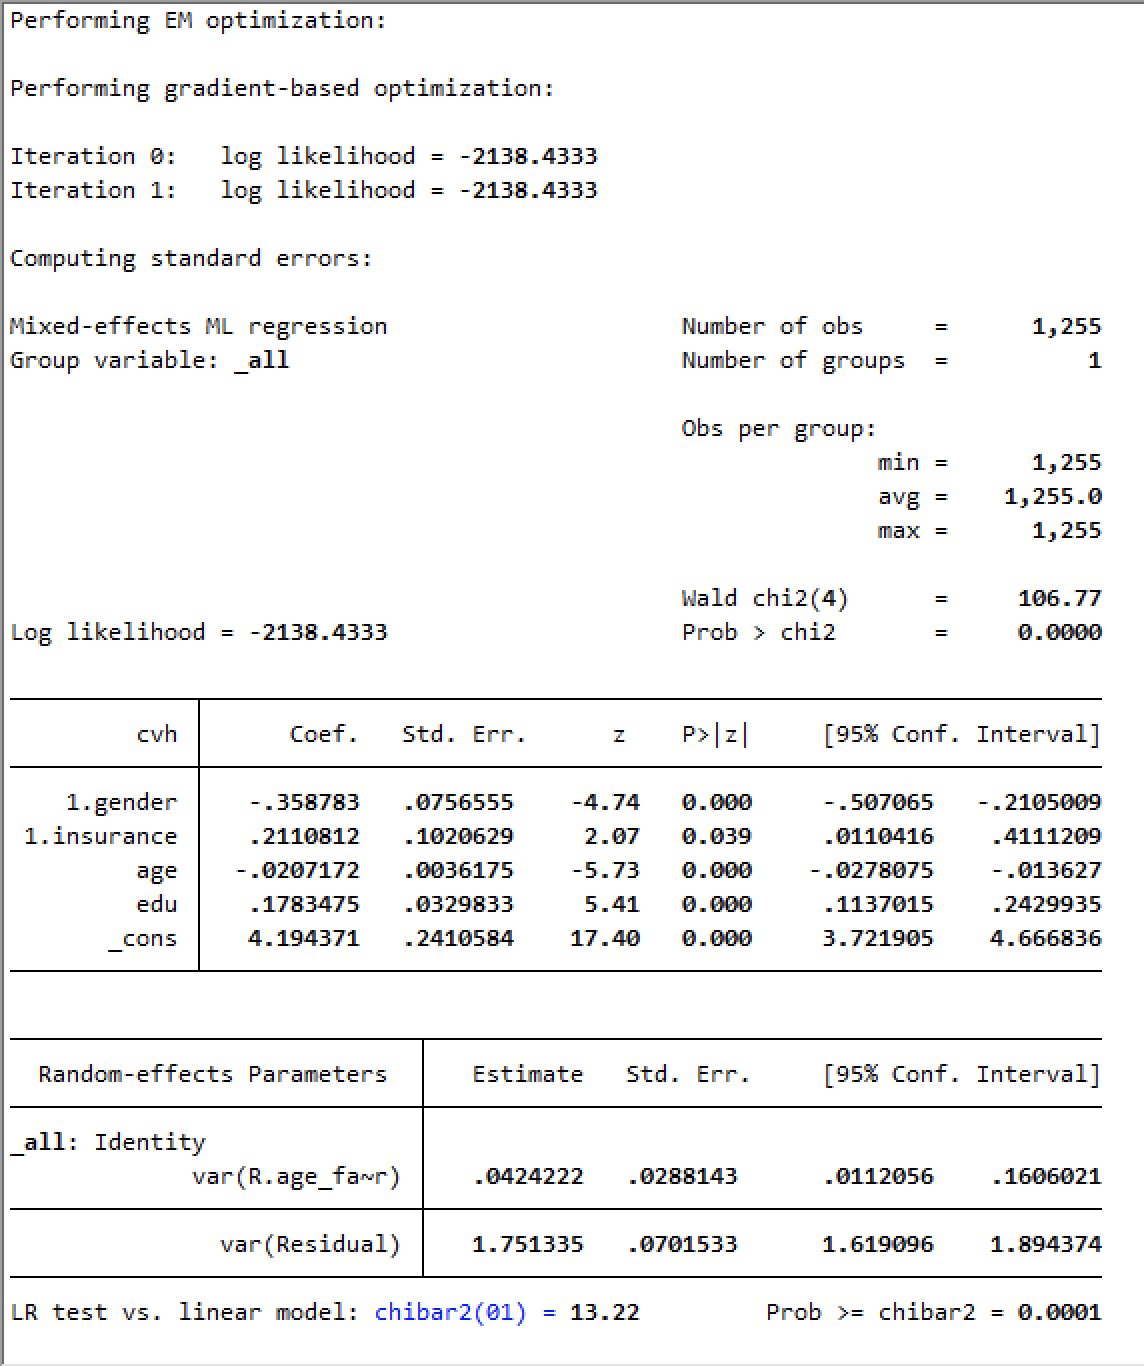 Performing EM optimization:
Performing gradient-based optimization:
Iteration 0:   log likelihood = -2138.4333
Iteration 1:   log likelihood = -2138.4333
Computing standard errors:
Mixed-effects ML regression                     Number of obs     =      1,255
Group variable: _all                            Number of groups  =          1
Obs per group:
min =      1,255
avg =    1,255.0
max =      1,255
Wald chi2(4)      =     106.77
Log likelihood = -2138.4333                     Prob > chi2       =     0.0000
cvh |      Coef.   Std. Err.      z    P>|z|     [95% Conf. Interval]
1.gender |   -.358783   .0756555    -4.74   0.000     -.507065   -.2105009
1.insurance |   .2110812   .1020629     2.07   0.039     .0110416    .4111209
age |  -.0207172   .0036175    -5.73   0.000    -.0278075    -.013627
edu |   .1783475   .0329833     5.41   0.000     .1137015    .2429935
_cons |   4.194371   .2410584    17.40   0.000     3.721905    4.666836
Random-effects Parameters  |   Estimate   Std. Err.     [95% Conf. Interval]
_all: Identity
var(R.age_fa~r) |   .0424222   .0288143      .0112056    .1606021
var(Residual) |   1.751335   .0701533      1.619096    1.894374
LR test vs. linear model: chibar2(01) = 13.22         Prob >= chibar2 = 0.0001